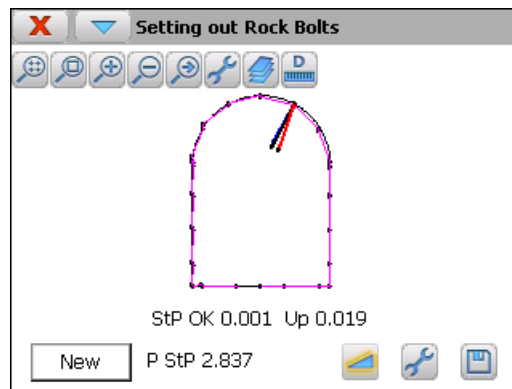 Setting out Rock Bolts
D
StP OK 0.001 Up 0.019
New P StP 2.837